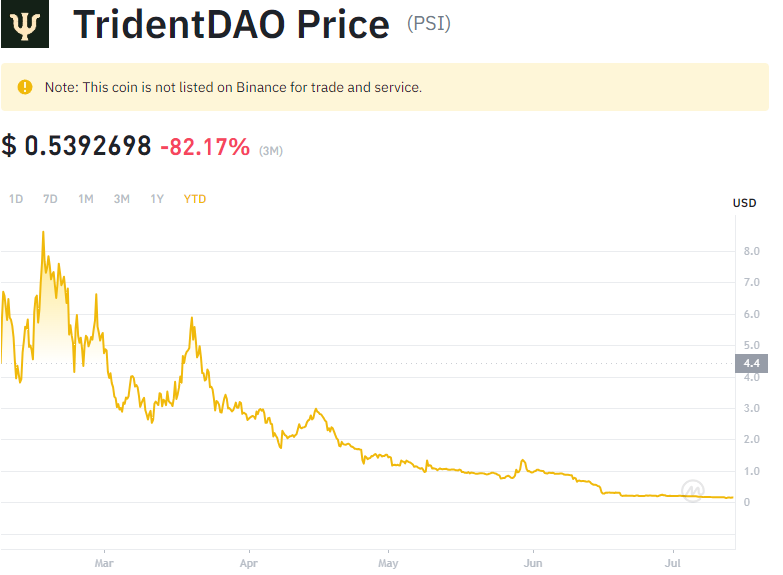 TridentDAO Price (PSI)
Note: This coin is not listed on Binance for trade and service.
$ 0.5392698 -82.17% (3M)
1D 7D 1M 3M 1Y YTD
USD
8.0
7.0
6.0
5.0
4.4
4.0
3.0
2.0
1.0
0
Mar Apr May Jun Jul